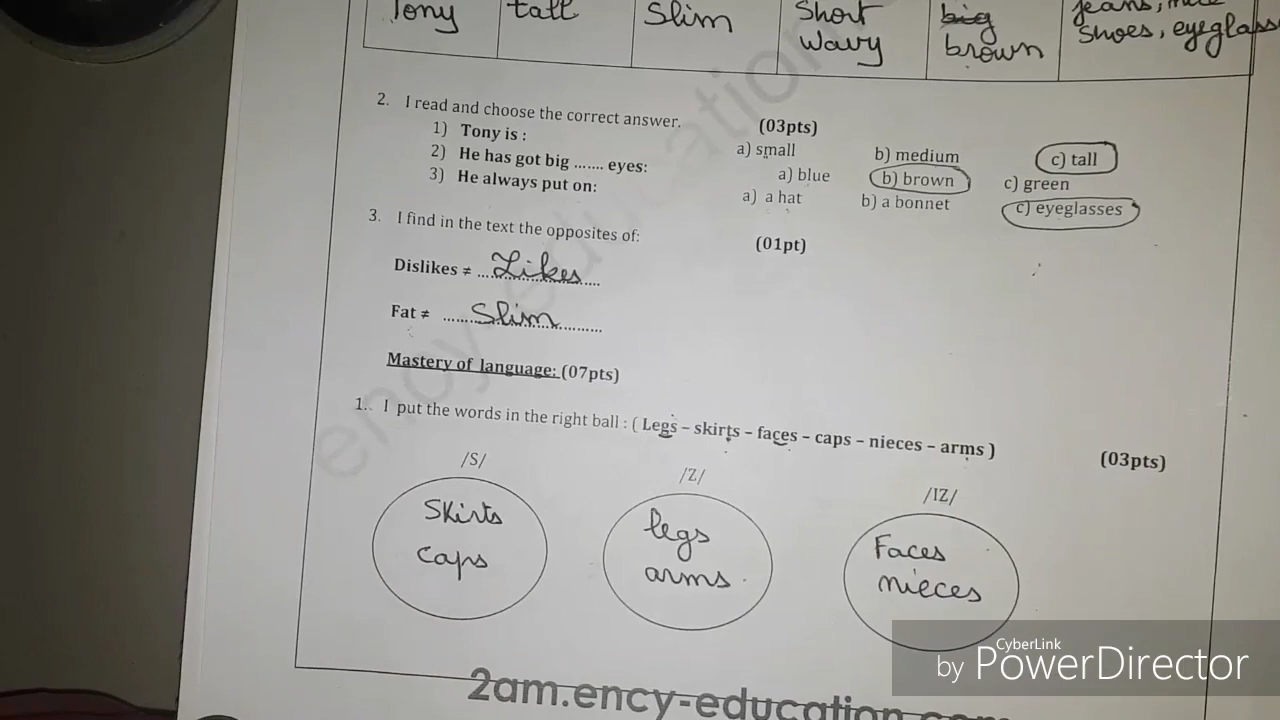 Tony tall Slim Short Wavy big brown jeans,
shoes, eyeglass
2. I read and choose the correct answer. (03pts)
1) Tony is : a) small b) medium c) tall
2) He has got big ....... eyes: a) blue b) brown c) green
3) He always put on: a) a hat b) a bonnet c) eyeglasses
3. I find in the text the opposites of: (01pt)
Dislikes ≠ ....Likes....
Fat ≠ ......Slim..........
Mastery of language: (07pts)
1.. I put the words in the right ball : ( Legs – skirts – faces – caps – nieces – arms ) (03pts)
/S/ /Z/ /IZ/
Skirts legs Faces
caps arms nieces
CyberLink
by PowerDirector
2am.ency-education.com
ency-education